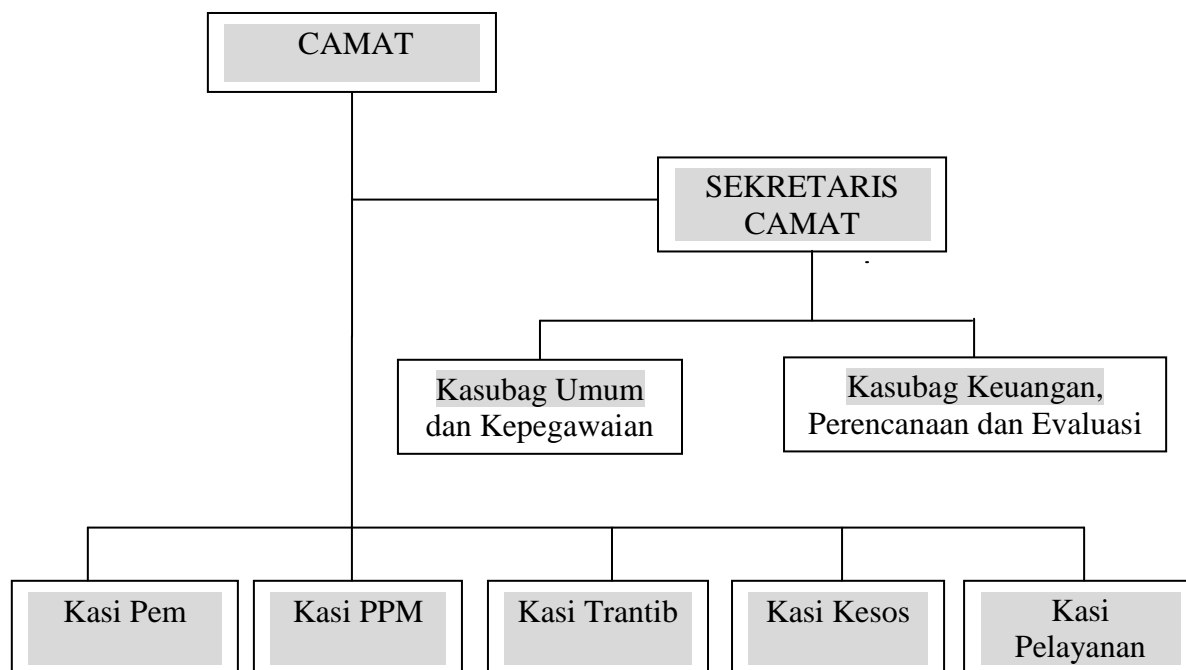 CAMAT
SEKRETARIS
CAMAT
Kasubag Umum
dan Kepegawaian
Kasubag Keuangan,
Perencanaan dan Evaluasi
Kasi Pem
Kasi PPM
Kasi Trantib
Kasi Kesos
Kasi
Pelayanan